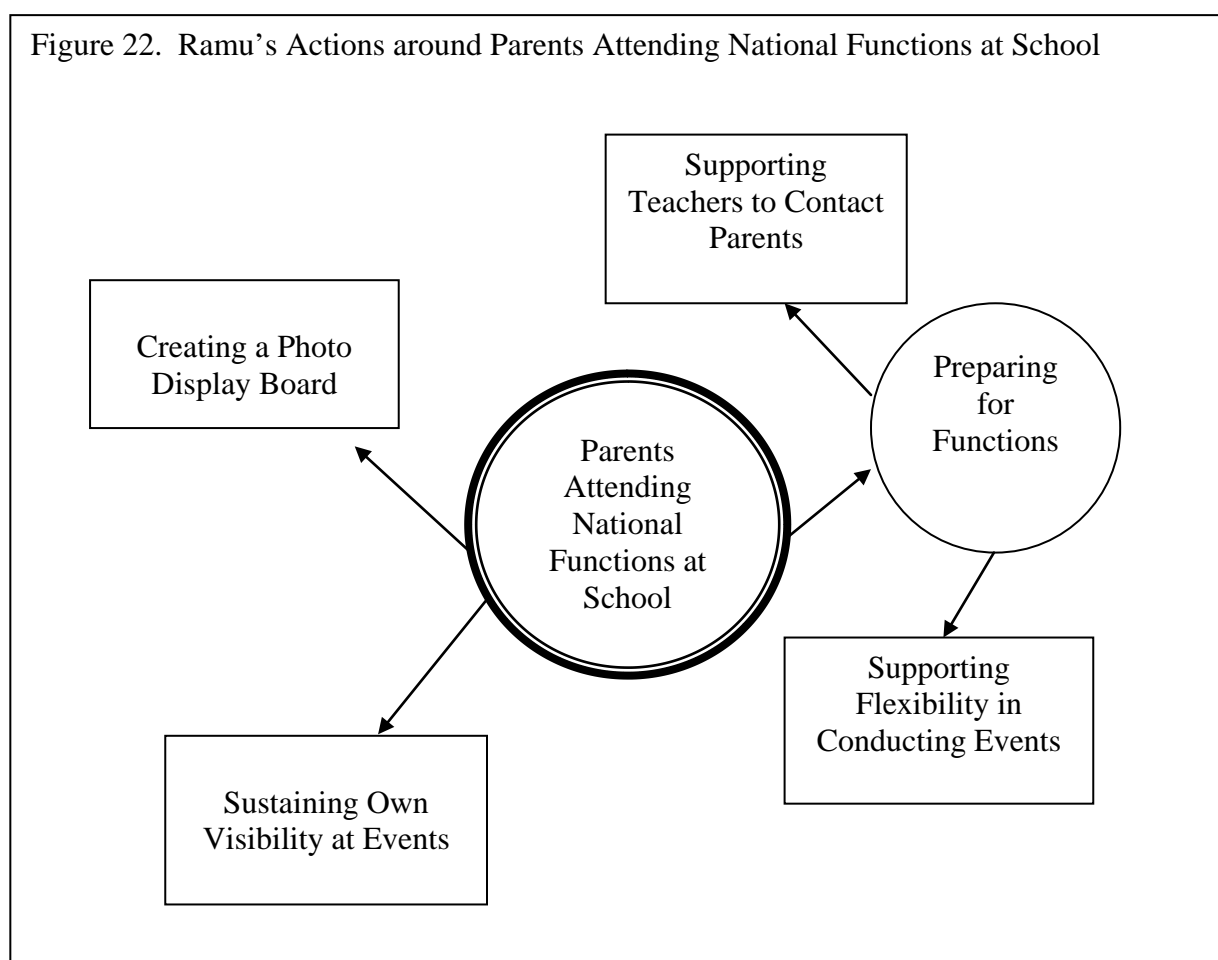 Figure 22.  Ramu’s Actions around Parents Attending National Functions at School
Supporting
Teachers to Contact
Parents
Creating a Photo
Display Board
Preparing
for
Functions
Parents
Attending
National
Functions at
School
Supporting
Flexibility in
Conducting Events
Sustaining Own
Visibility at Events